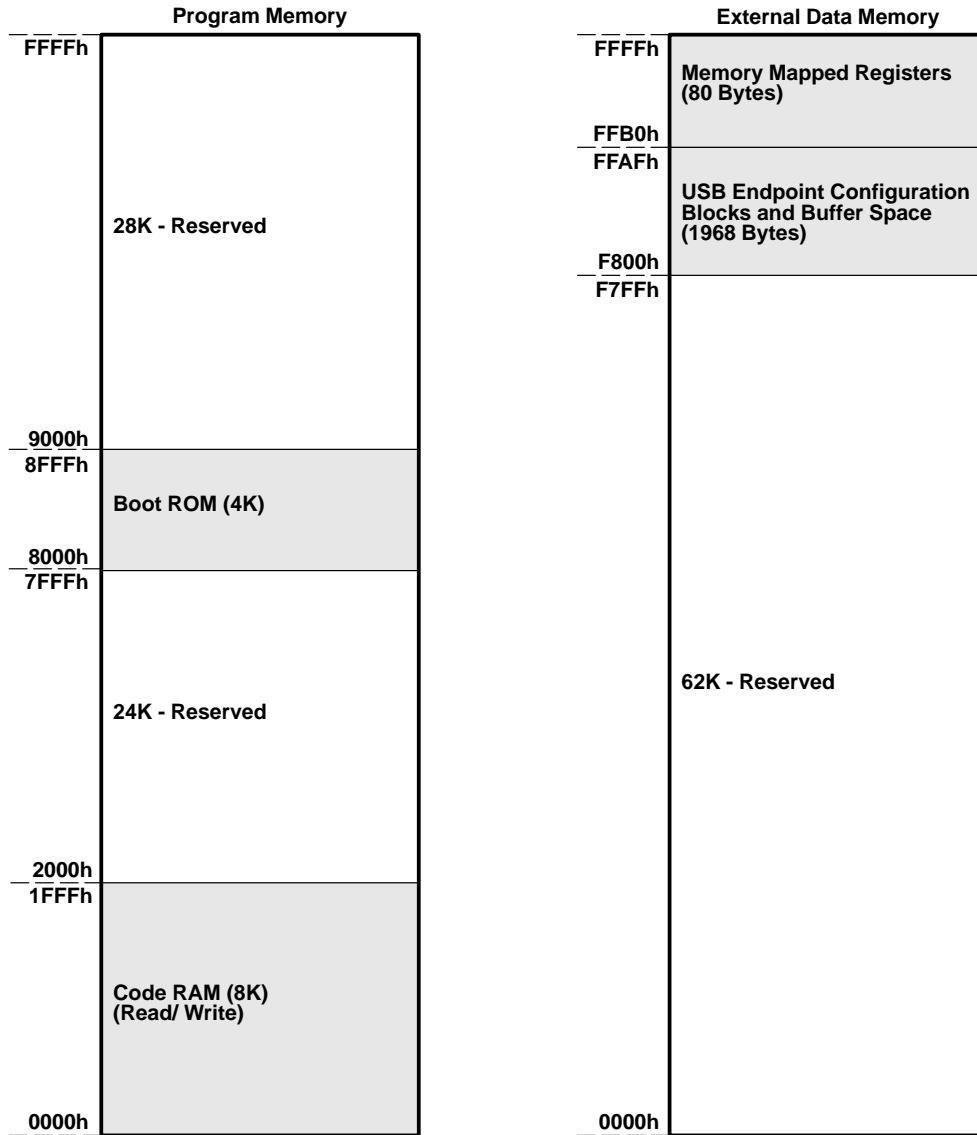 Program Memory
FFFFh
28K - Reserved
9000h
8FFFh
Boot ROM (4K)
8000h
7FFFh
24K - Reserved
2000h
1FFFh
Code RAM (8K)
(Read/ Write)
0000h
External Data Memory
FFFFh
Memory Mapped Registers
(80 Bytes)
FFB0h
FFAFh
USB Endpoint Configuration
Blocks and Buffer Space
(1968 Bytes)
F800h
F7FFh
62K - Reserved
0000h